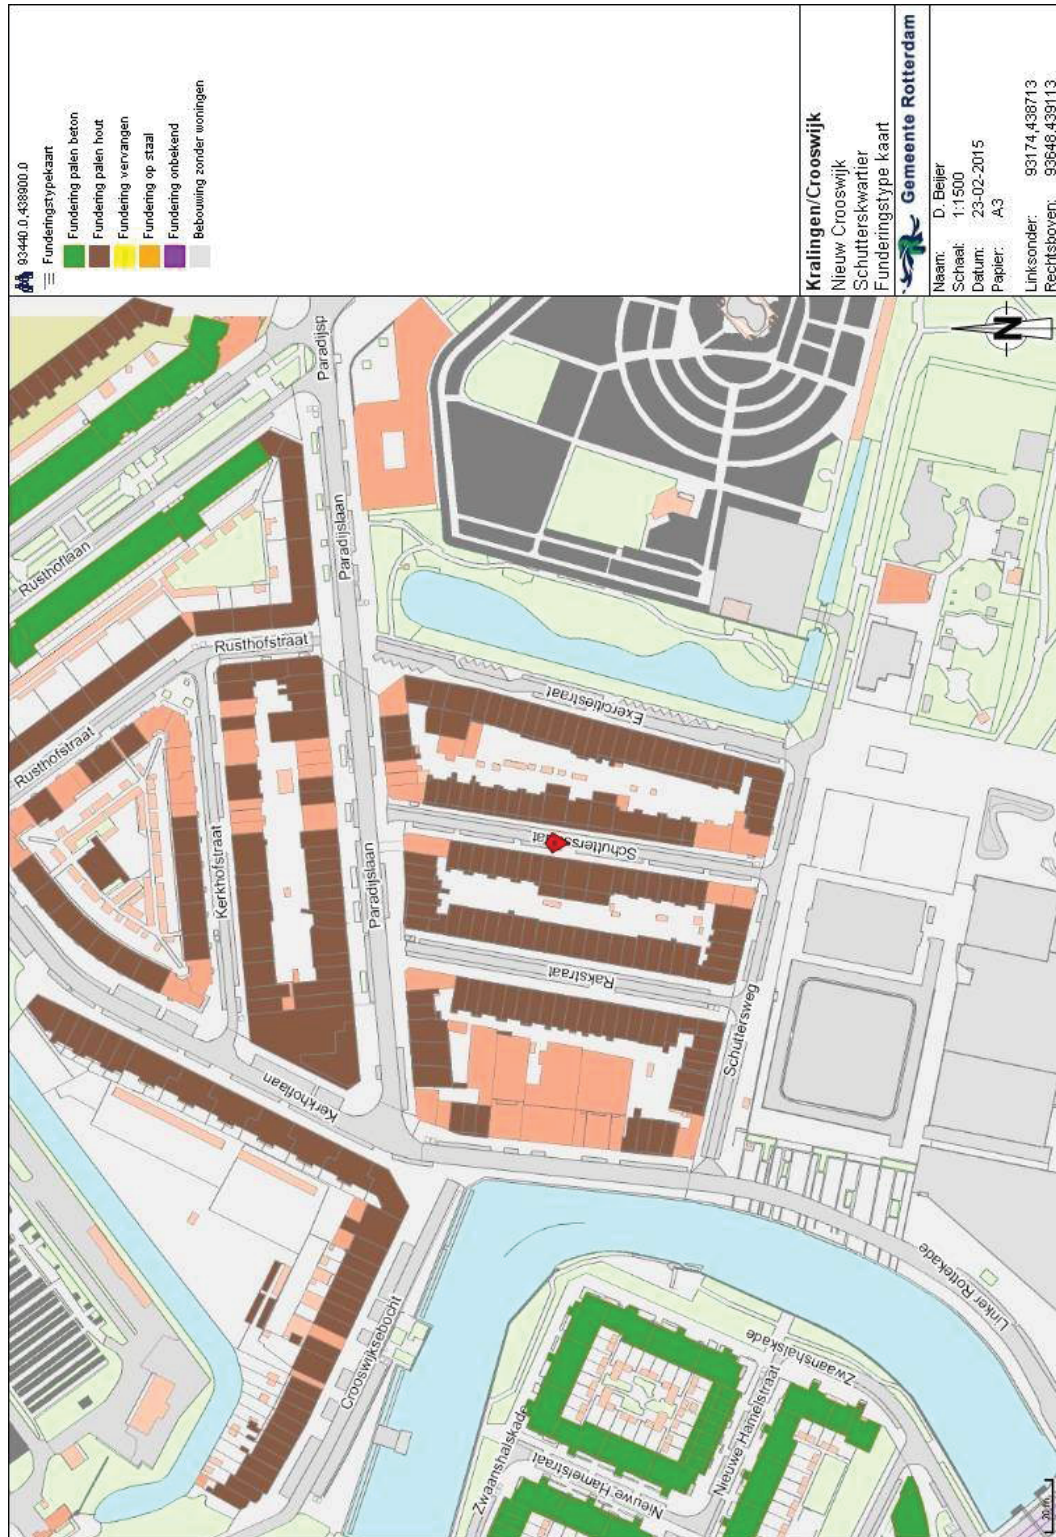 93440.0,438900.0
Funderingstypekaart
Fundering palen beton
Fundering palen hout
Fundering vervangen
Fundering op staal
Fundering onbekend
Bebouwing zonder woningen
Kralingen/Crooswijk
Nieuw Crooswijk
Schutterskwartier
Funderingstype kaart
Gemeente Rotterdam
Naam: D. Beijer
Schaal: 1:1500
Datum: 23-02-2015
Papier: A3
Linksonder: 93174,438713
Rechtsboven: 93648,439113
N
Paradijsp
Rusthoflaan
Paradijslaan
Rusthofstraat
Rusthofstraat
Exercitiestraat
Kerkhofstraat
Paradijslaan
Rakstraat
Schuttersweg
Kerkhoflaan
Crooswijksebocht
Linker Rottekade
Zwaanshalskade
Zwaanshalskade
Nieuwe Hamelstraat
Nieuwe Hamelstraat